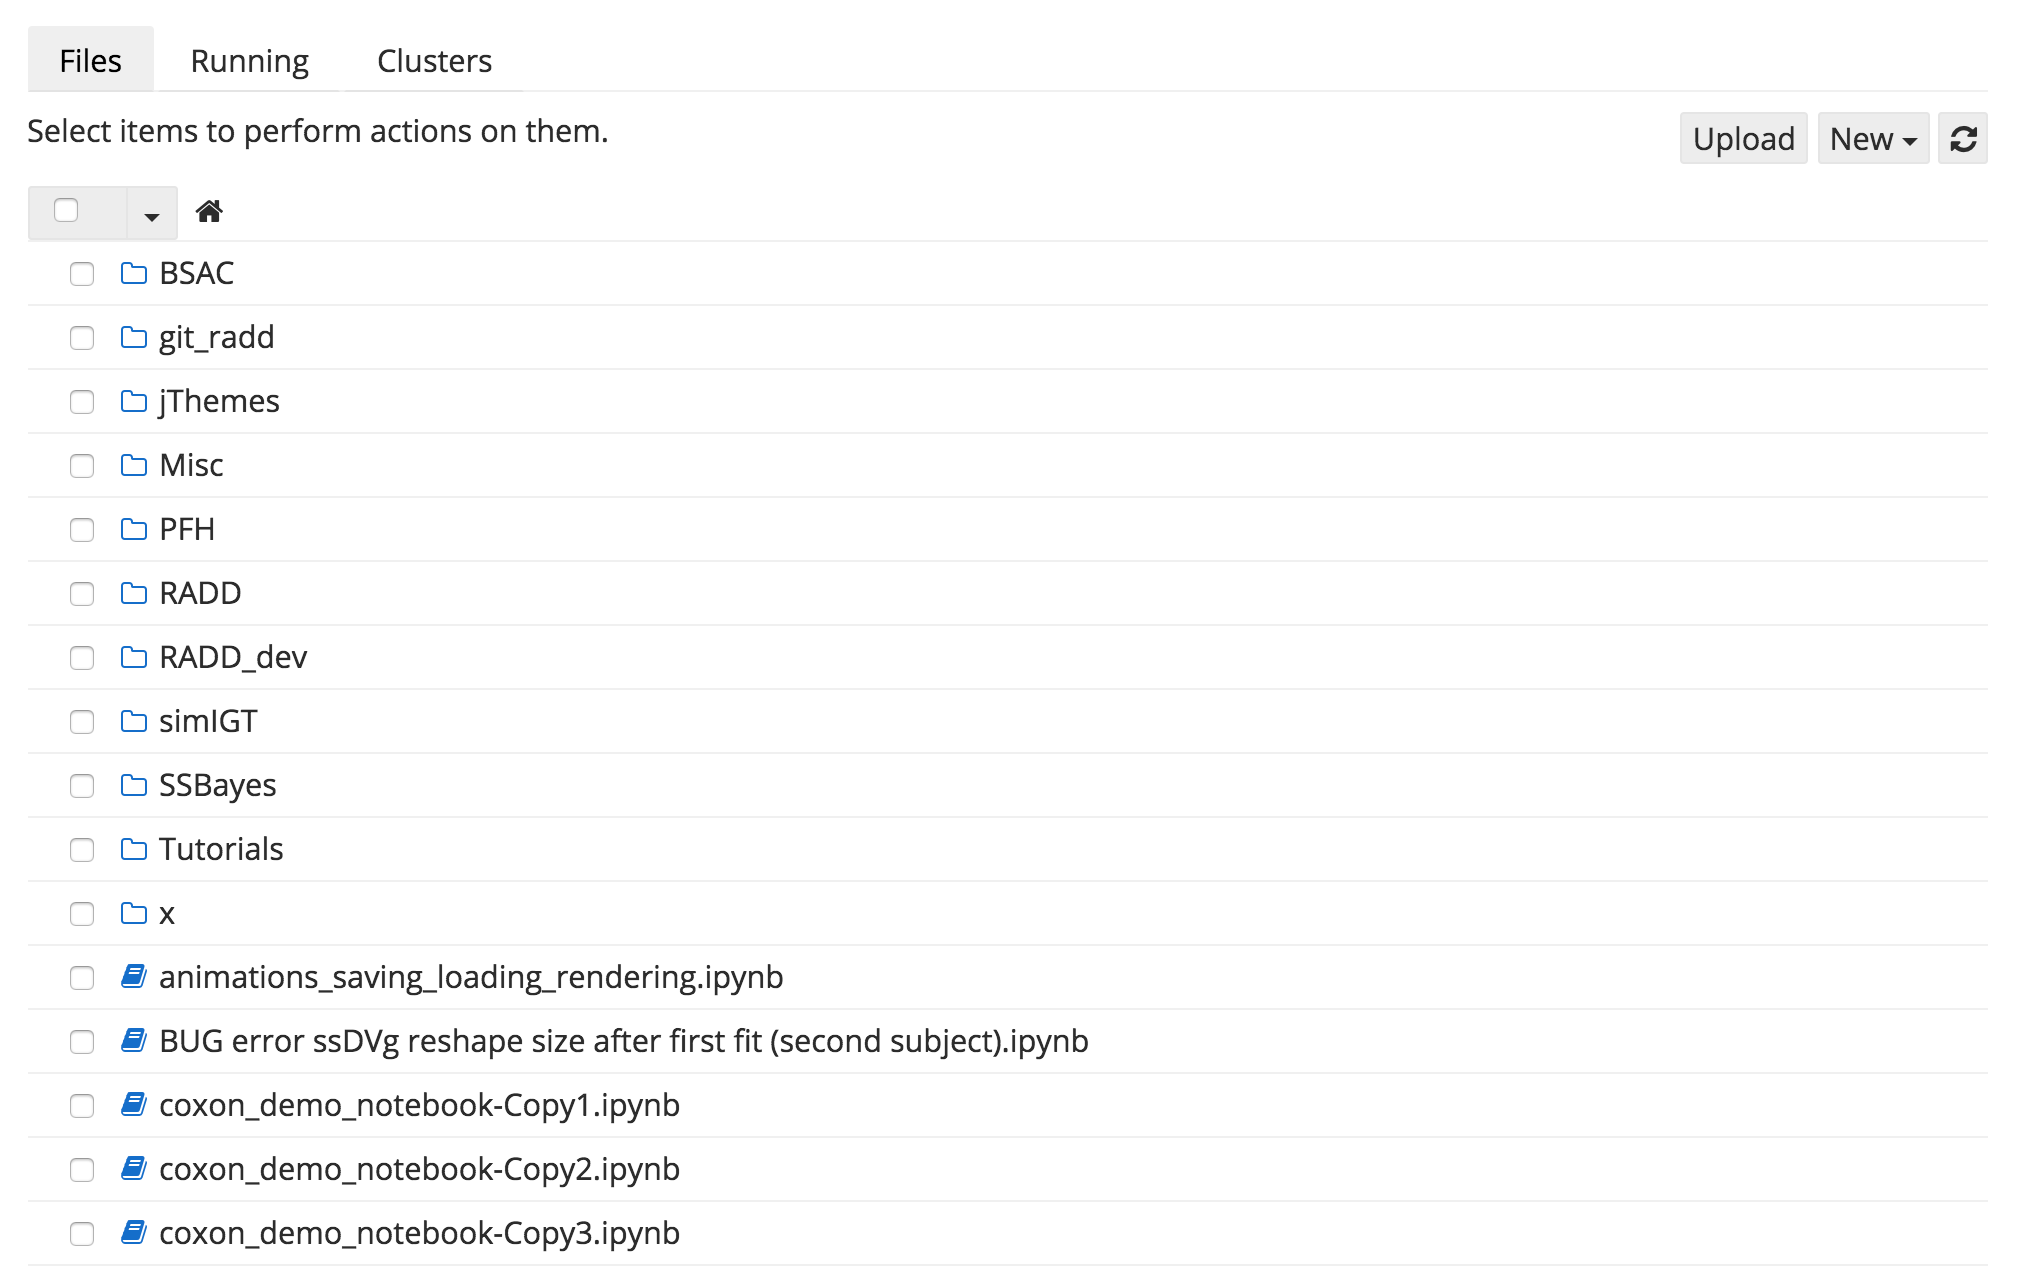 Files Running Clusters
Select items to perform actions on them.
Upload New
BSAC
git_radd
jThemes
Misc
PFH
RADD
RADD_dev
simIGT
SSBayes
Tutorials
x
animations_saving_loading_rendering.ipynb
BUG error ssDVg reshape size after first fit (second subject).ipynb
coxon_demo_notebook-Copy1.ipynb
coxon_demo_notebook-Copy2.ipynb
coxon_demo_notebook-Copy3.ipynb